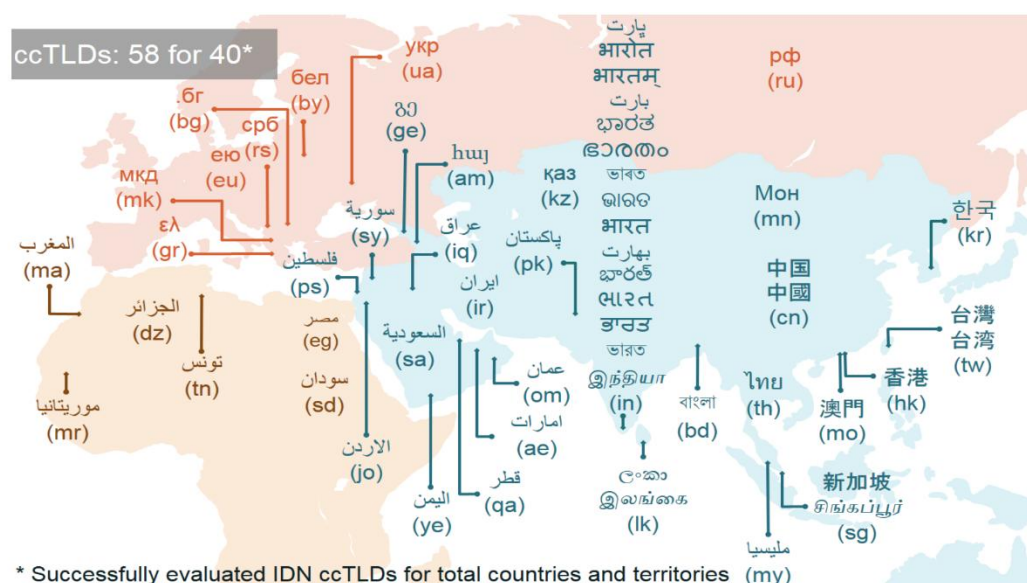 ccTLDs: 58 for 40*
.бг
(bg)
срб
(rs)
бел
(by)
укр
(ua)
ею
(eu)
мкд
(mk)
ελ
(gr)
გე
(ge)
հայ
(am)
рф
(ru)
қаз
(kz)
ڀارت
भारोत
भारतम्
بارت
ಭಾರತ
ഭാരതം
ভাৰত
ଭାରତ
भारत
بھارت
భారత్
ભારત
ਭਾਰਤ
ভারত
இந்தியா
(in)
Мон
(mn)
한국
(kr)
中国
中國
(cn)
台灣
台湾
(tw)
香港
(hk)
澳門
(mo)
المغرب
(ma)
الجزائر
(dz)
تونس
(tn)
موريتانيا
(mr)
مصر
(eg)
سودان
(sd)
سورية
(sy)
فلسطين
(ps)
عراق
(iq)
ایران
(ir)
پاکستان
(pk)
السعودية
(sa)
عمان
(om)
امارات
(ae)
قطر
(qa)
اليمن
(ye)
الاردن
(jo)
বাংলা
(bd)
ไทย
(th)
ලංකා
இலங்கை
(lk)
新加坡
சிங்கப்பூர்
(sg)
مليسيا
(my)
* Successfully evaluated IDN ccTLDs for total countries and territories